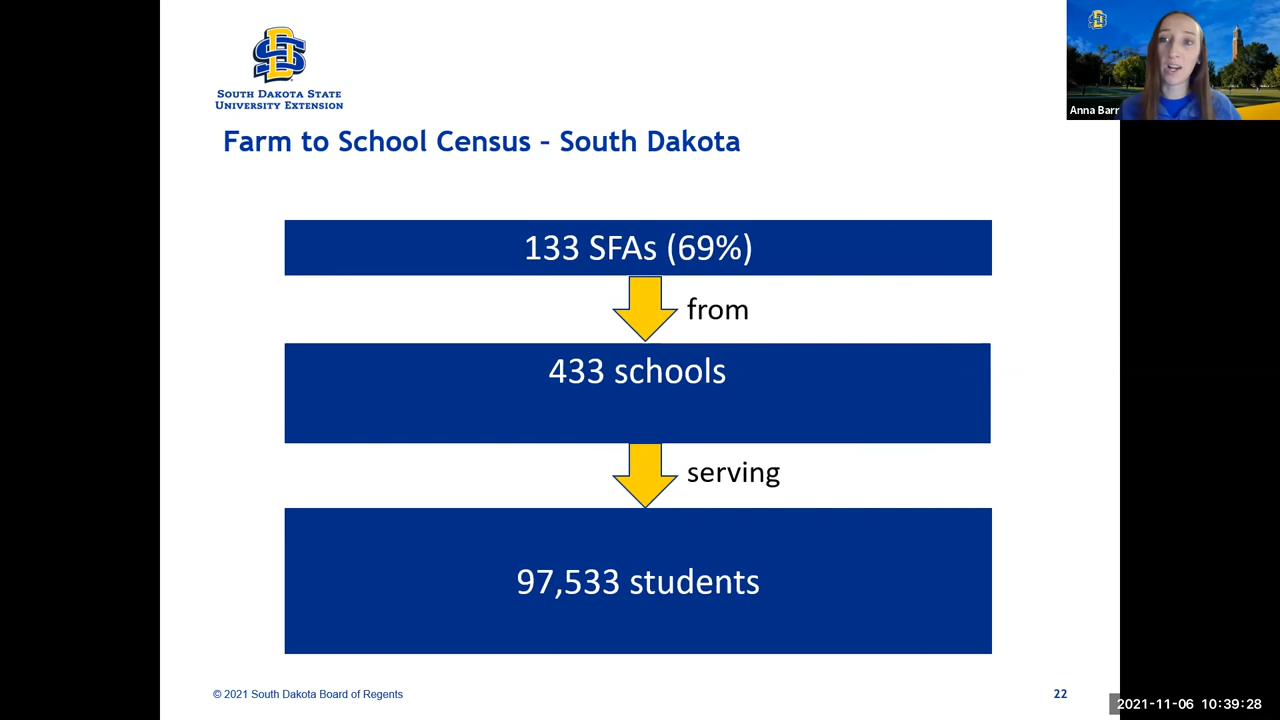 SOUTH DAKOTA STATE
UNIVERSITY EXTENSION
Anna Barr
Farm to School Census – South Dakota
133 SFAs (69%)
from
433 schools
serving
97,533 students
© 2021 South Dakota Board of Regents
22
2021-11-06 10:39:28